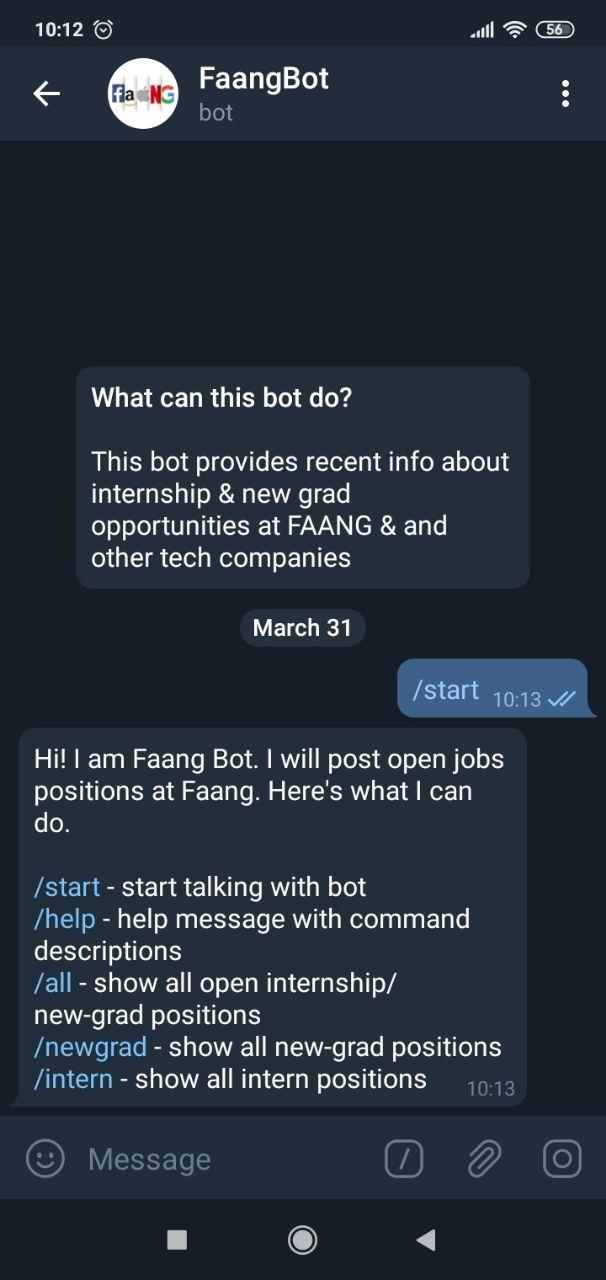 10:12
56
FaangBot
bot
What can this bot do?
This bot provides recent info about
internship & new grad
opportunities at FAANG & and
other tech companies
March 31
/start 10:13
Hi! I am Faang Bot. I will post open jobs
positions at Faang. Here's what I can
do.
/start - start talking with bot
/help - help message with command
descriptions
/all - show all open internship/
new-grad positions
/newgrad - show all new-grad positions
/intern - show all intern positions 10:13
Message